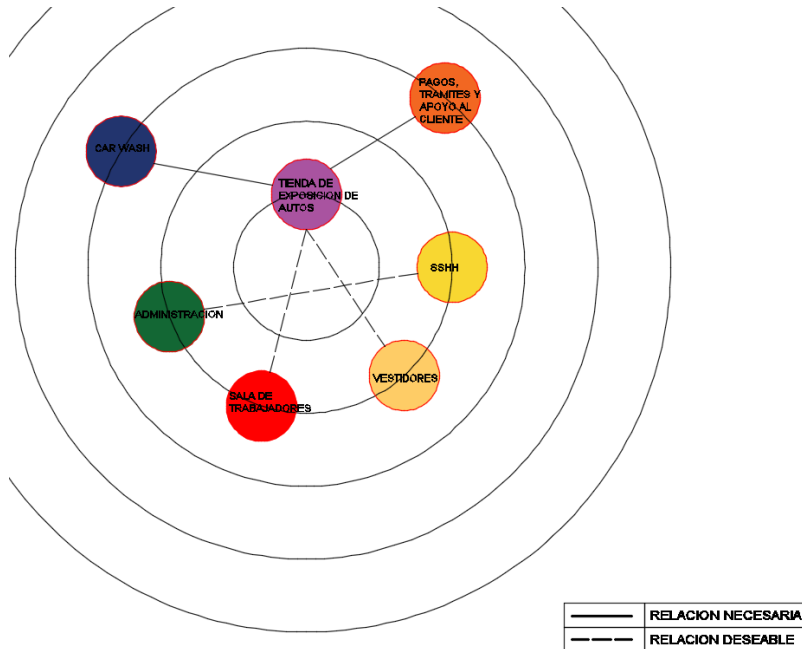 PAGOS,
TRAMITES Y
APOYO AL
CLIENTE
CAR WASH
TIENDA DE
EXPOSICION DE
AUTOS
SSHH
ADMINISTRACION
VESTIDORES
SALA DE
TRABAJADORES
RELACION NECESARIA
RELACION DESEABLE